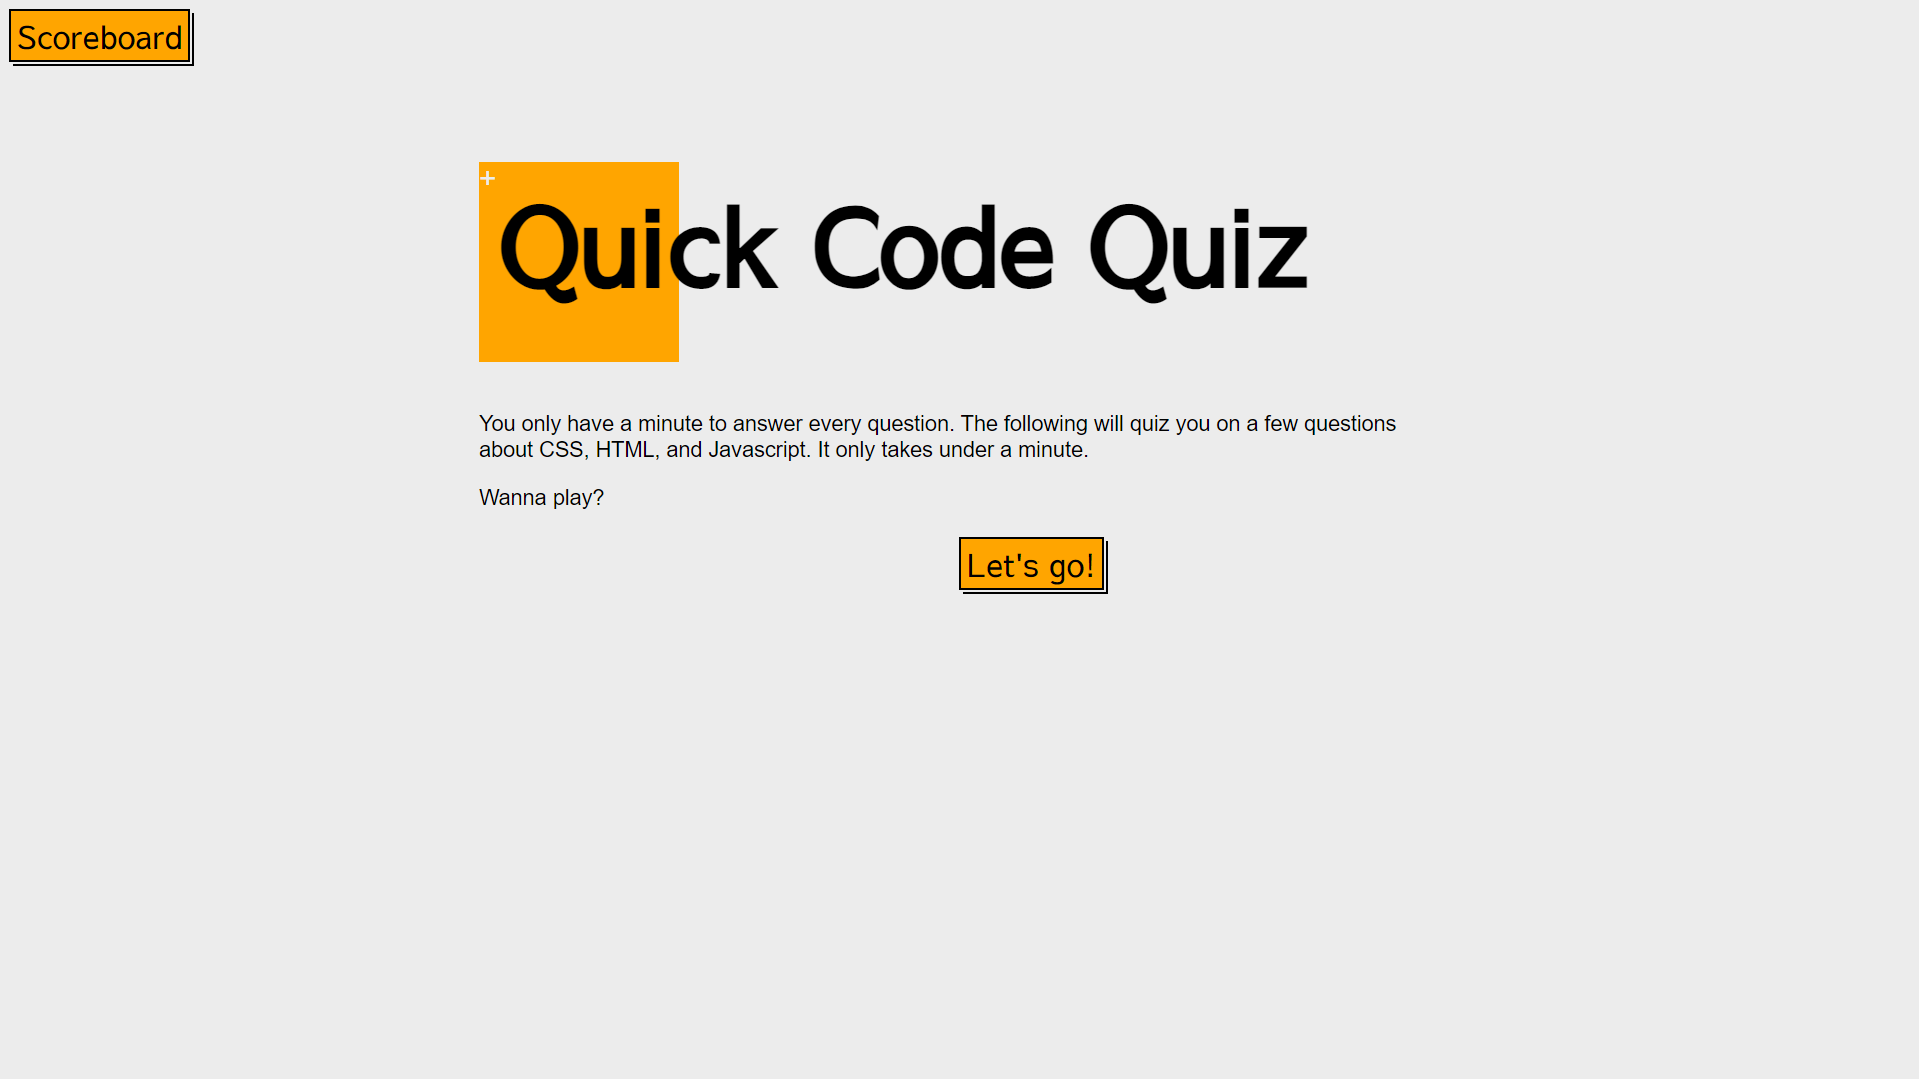 Scoreboard
+
Quick Code Quiz
You only have a minute to answer every question. The following will quiz you on a few questions
about CSS, HTML, and Javascript. It only takes under a minute.
Wanna play?
Let's go!